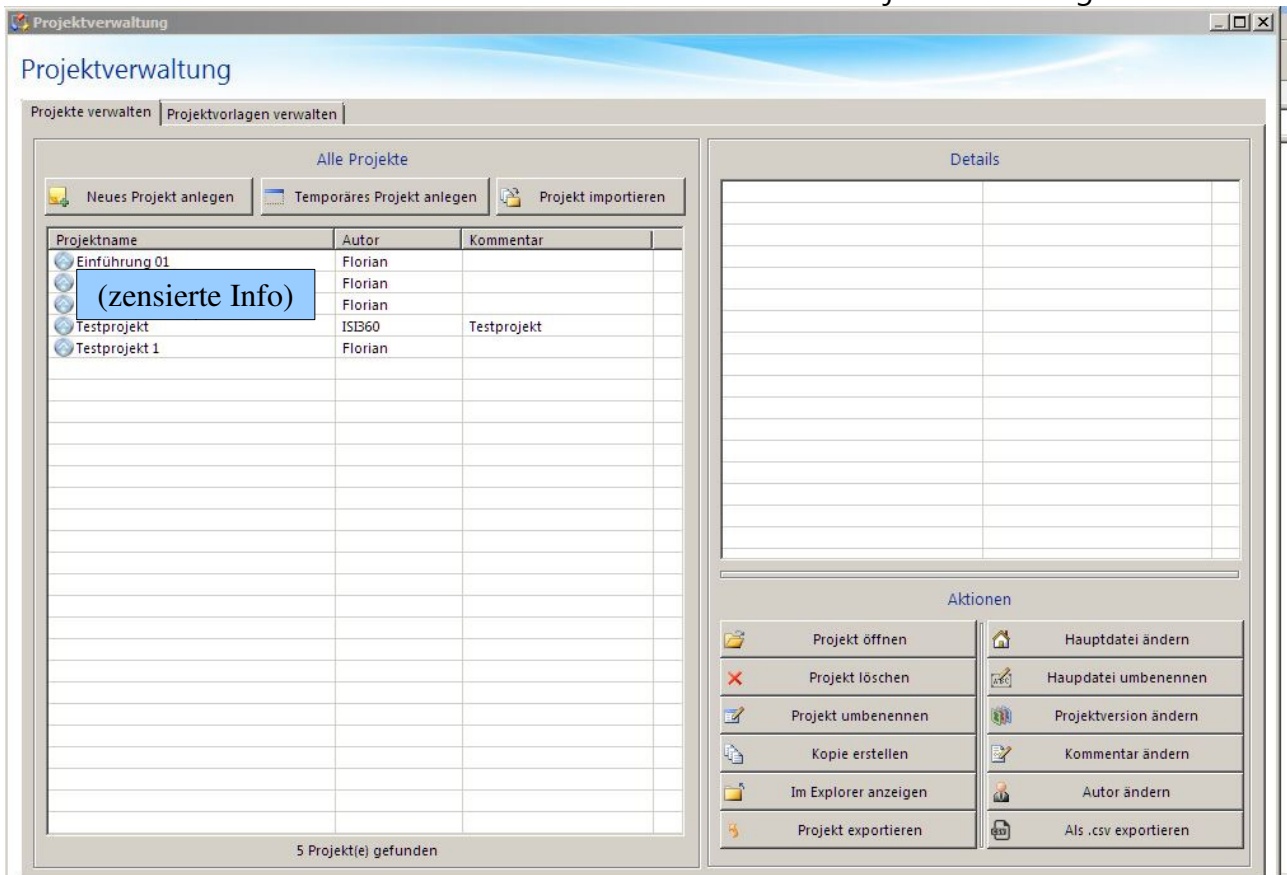 Projektverwaltung
Projektverwaltung
Projekte verwalten
Projektvorlagen verwalten
Alle Projekte
Neues Projekt anlegen
Temporäres Projekt anlegen
Projekt importieren
Projektname Autor Kommentar
Einführung 01 Florian
Florian
(zensierte Info)
Florian
Testprojekt ISI360 Testprojekt
Testprojekt 1 Florian
5 Projekt(e) gefunden
Details
Aktionen
Projekt öffnen Hauptdatei ändern
Projekt löschen Haupdatei umbenennen
Projekt umbenennen Projektversion ändern
Kopie erstellen Kommentar ändern
Im Explorer anzeigen Autor ändern
Projekt exportieren Als .csv exportieren